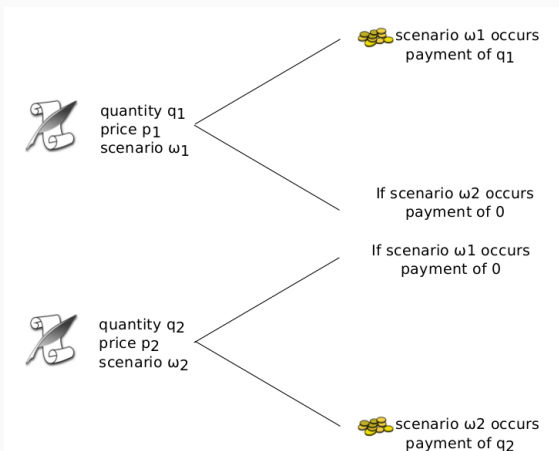 scenario ω1 occurs
payment of q1
quantity q1
price p1
scenario ω1
If scenario ω2 occurs
payment of 0
If scenario ω1 occurs
payment of 0
quantity q2
price p2
scenario ω2
scenario ω2 occurs
payment of q2